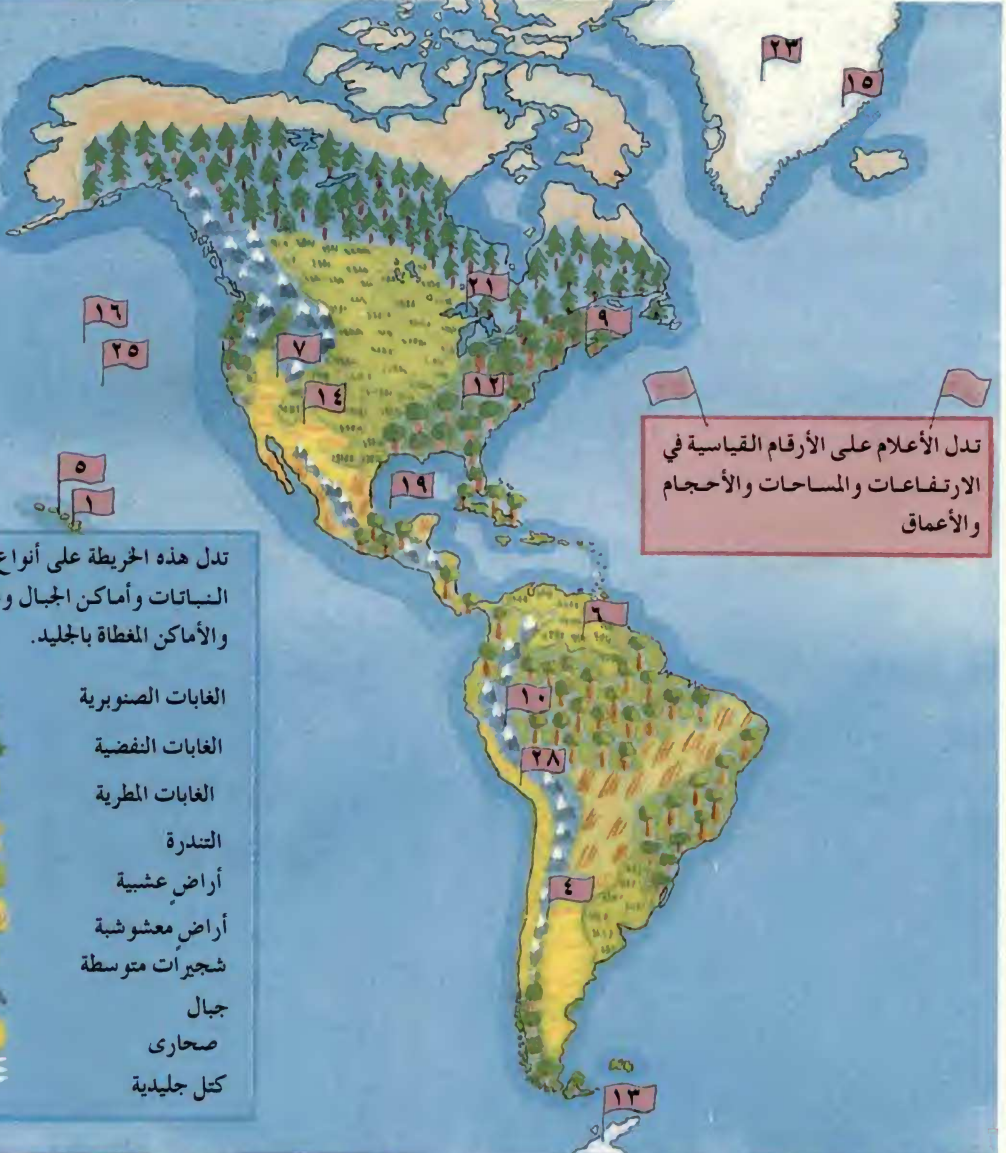 ٢٣
١٥
٢١
٩
١٦
٢٥
٧
١٤
١٢
١٩
٥
١
تدل الأعلام على الأرقام القياسية في
الارتفاعات والمساحات والأحجام
والأعماق
تدل هذه الخريطة على أنواع
النباتات وأماكن الجبال و
والأماكن المغطاة بالجليد.
الغابات الصنوبرية
الغابات النفضية
الغابات المطرية
التندرة
أراضٍ عشبية
أراضٍ معشوشبة
شجيرات متوسطة
جبال
صحارى
كتل جليدية
٦
١٠
٢٨
٤
١٣